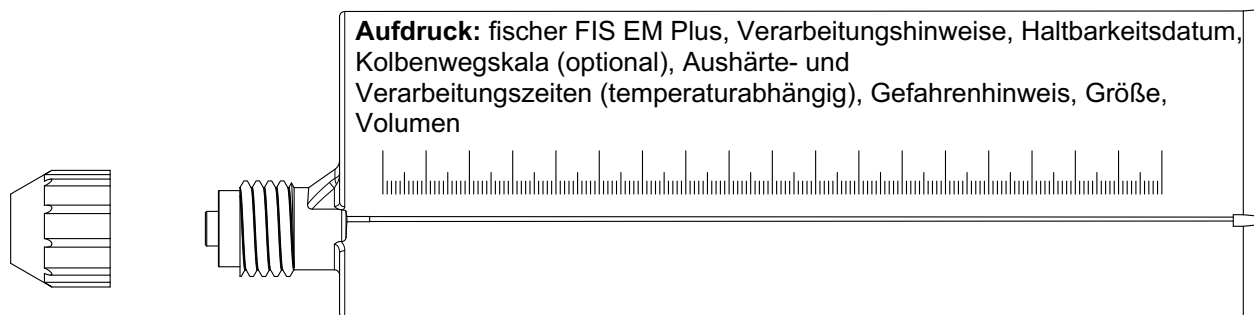 Aufdruck: fischer FIS EM Plus, Verarbeitungshinweise, Haltbarkeitsdatum,
Kolbenwegskala (optional), Aushärte- und
Verarbeitungszeiten (temperaturabhängig), Gefahrenhinweis, Größe,
Volumen